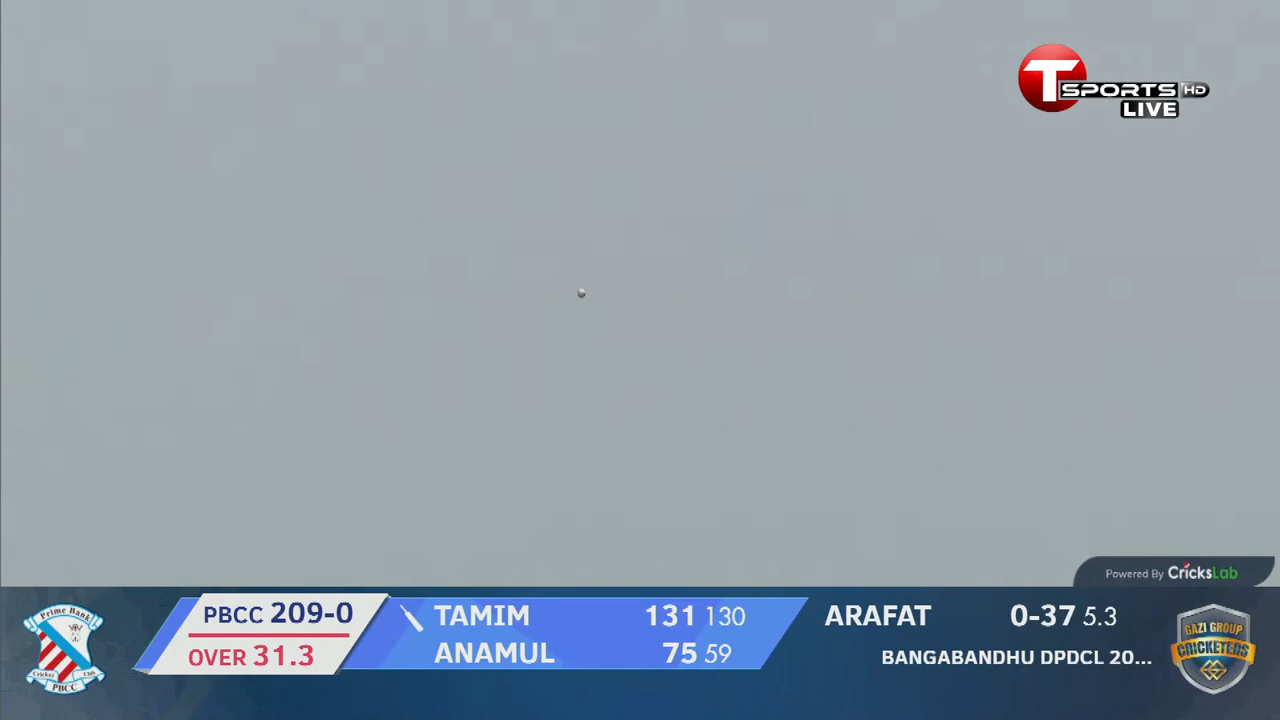 T SPORTS HD
LIVE
Powered By CricksLab
Prime Bank
Cricket Club
PBCC
PBCC 209-0
OVER 31.3
TAMIM 131 130
ANAMUL 75 59
ARAFAT 0-37 5.3
BANGABANDHU DPDCL 20...
GAZI GROUP
CRICKETERS